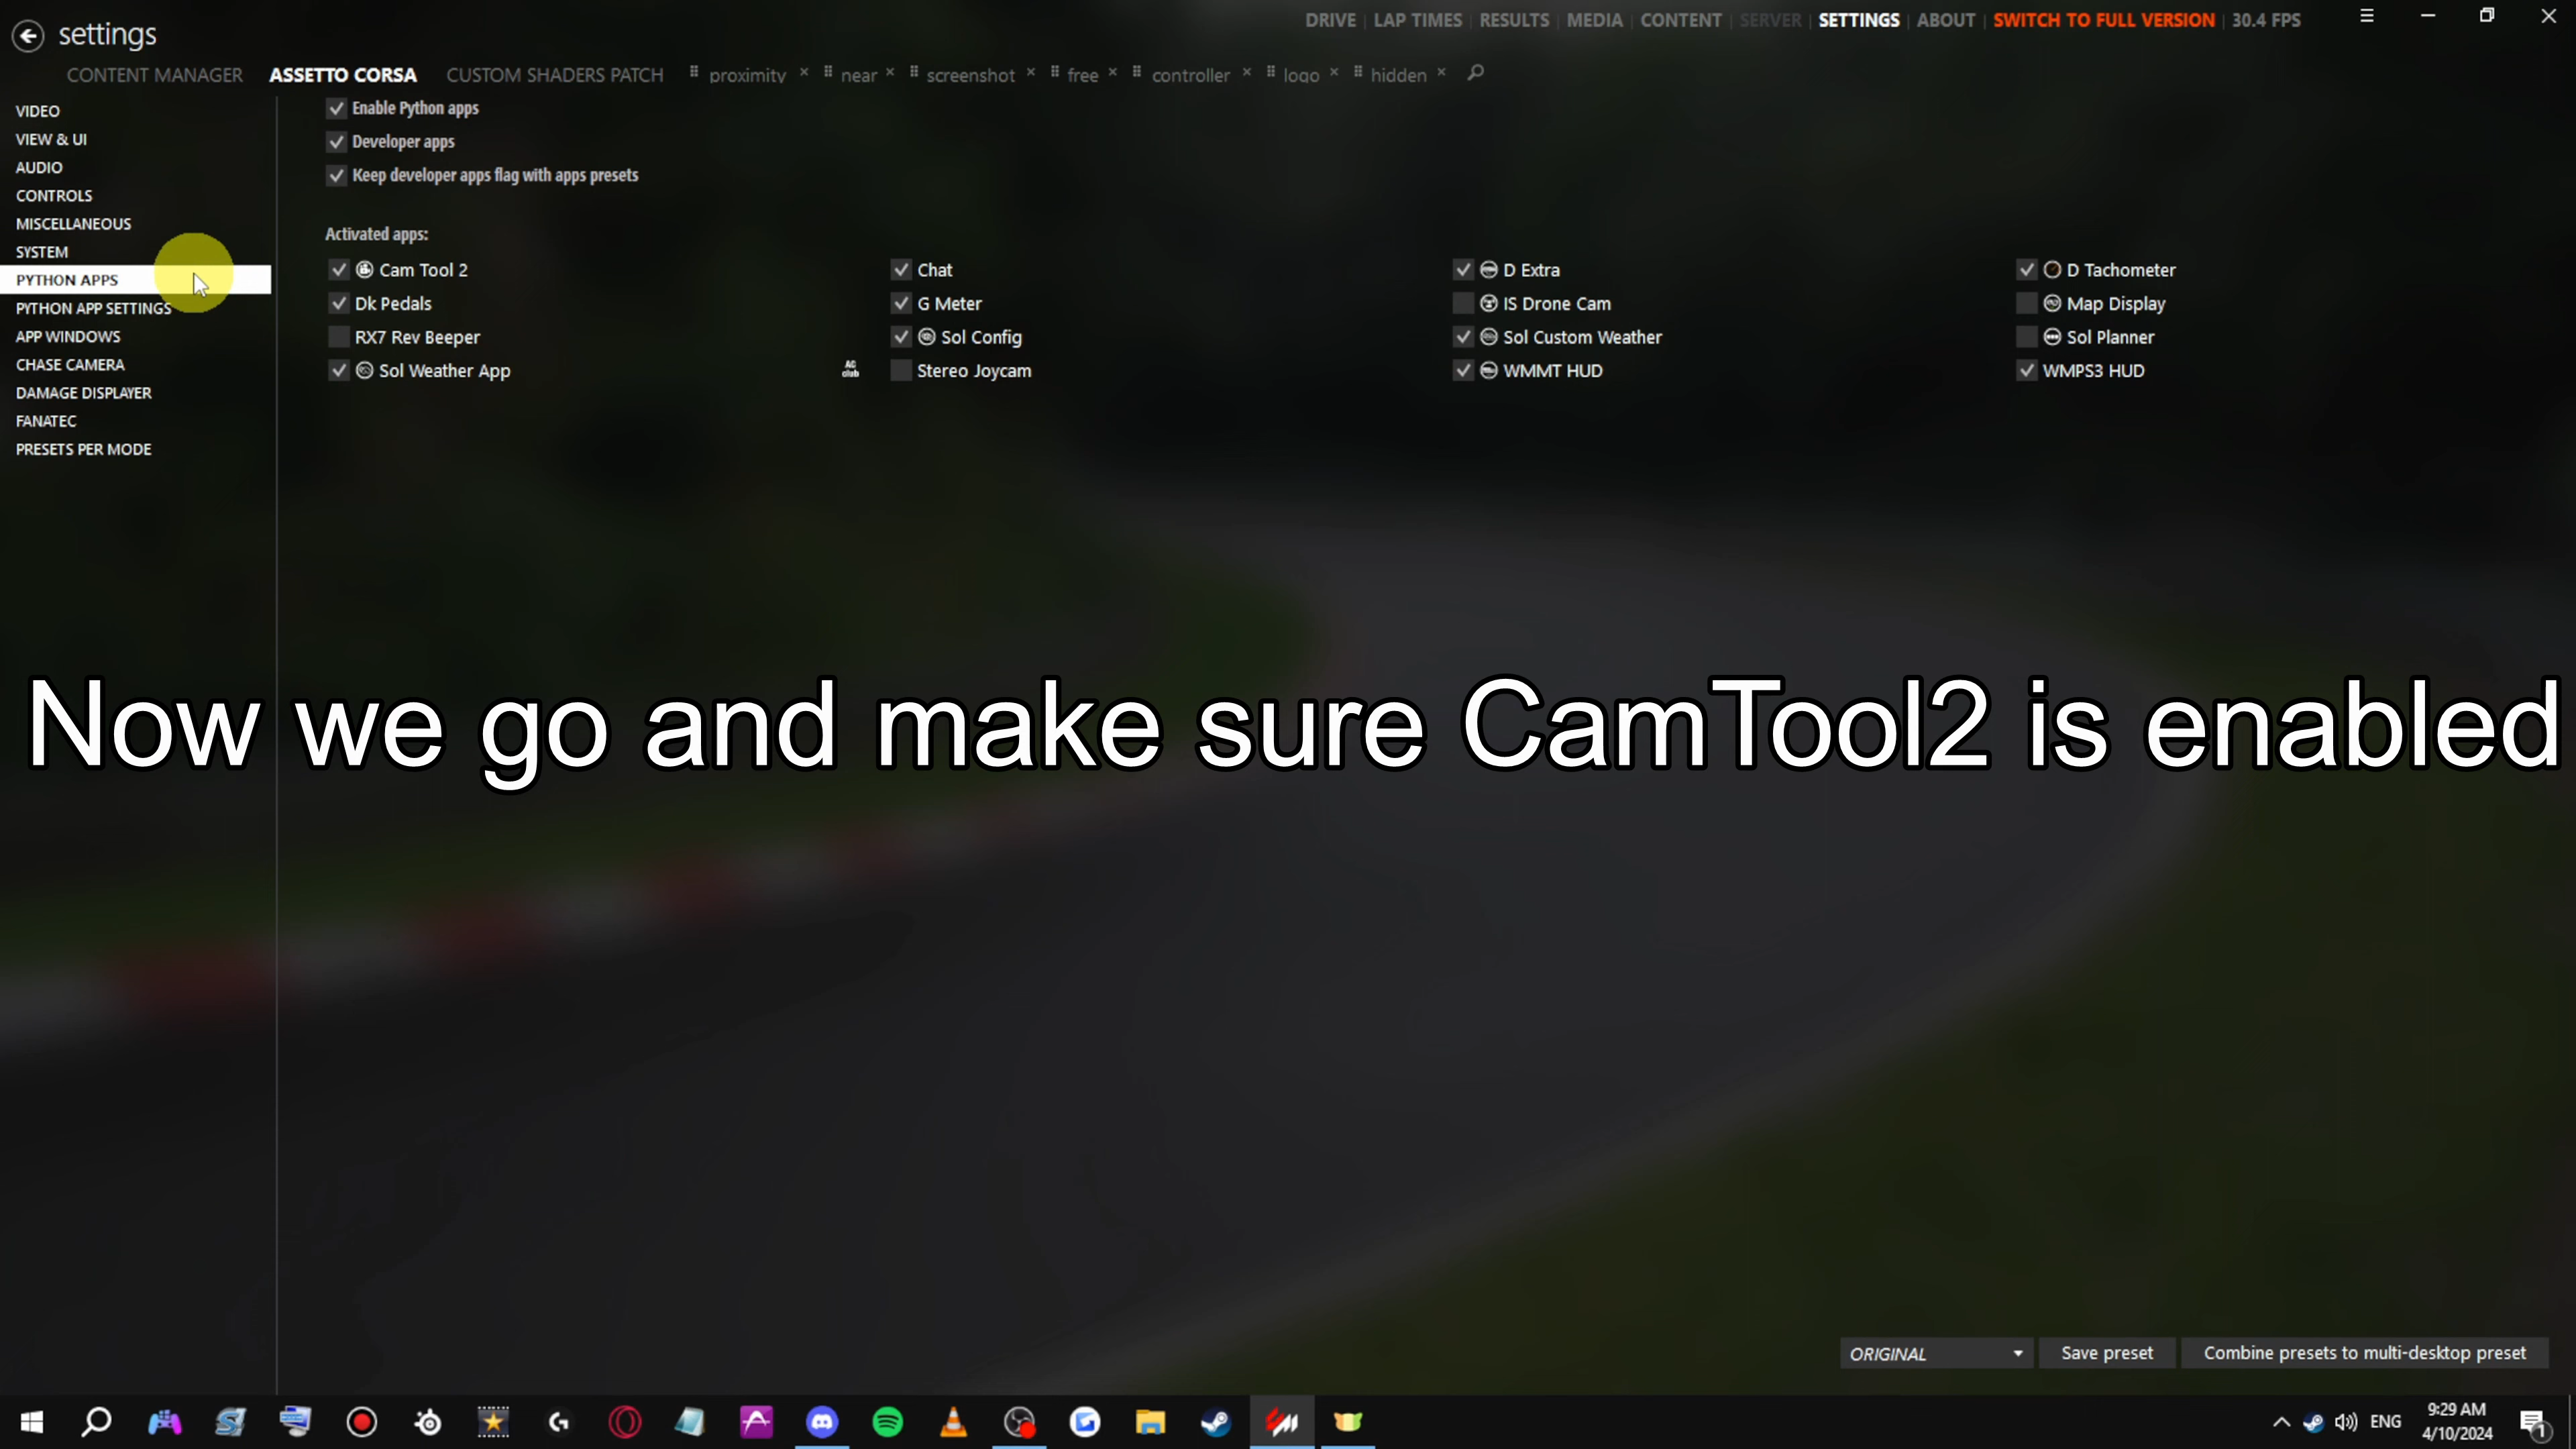 settings
DRIVE | LAP TIMES | RESULTS | MEDIA | CONTENT | SERVER | SETTINGS | ABOUT | SWITCH TO FULL VERSION | 30.4 FPS
CONTENT MANAGER ASSETTO CORSA CUSTOM SHADERS PATCH proximity near screenshot free controller logo hidden
VIDEO
VIEW & UI
AUDIO
CONTROLS
MISCELLANEOUS
SYSTEM
PYTHON APPS
PYTHON APP SETTINGS
APP WINDOWS
CHASE CAMERA
DAMAGE DISPLAYER
FANATEC
PRESETS PER MODE
Enable Python apps
Developer apps
Keep developer apps flag with apps presets
Activated apps:
Cam Tool 2 Chat D Extra D Tachometer
Dk Pedals G Meter IS Drone Cam Map Display
RX7 Rev Beeper Sol Config Sol Custom Weather Sol Planner
Sol Weather App AC club Stereo Joycam WMMT HUD WMPS3 HUD
Now we go and make sure CamTool2 is enabled
ORIGINAL Save preset Combine presets to multi-desktop preset
ENG 9:29 AM
4/10/2024
1